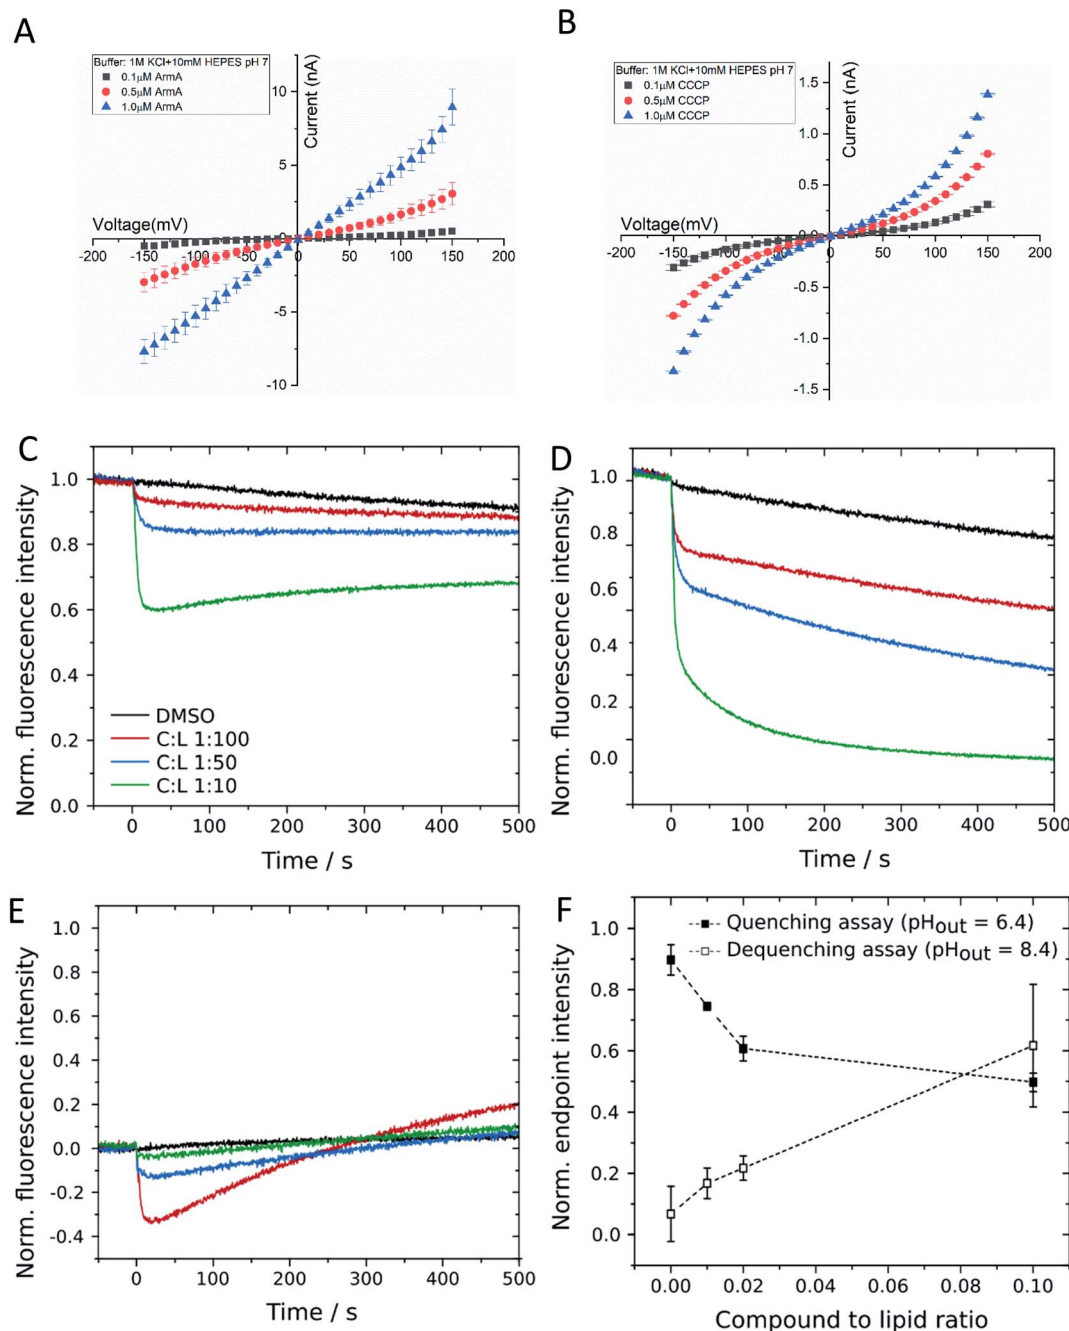 A
Buffer: 1M KCl+10mM HEPES pH 7
0.1μM ArmA
0.5μM ArmA
1.0μM ArmA
Current (nA)
10
5
0
-5
-10
Voltage(mV)
-200 -150 -100 -50 0 50 100 150 200
B
Buffer: 1M KCl+10mM HEPES pH 7
0.1μM CCCP
0.5μM CCCP
1.0μM CCCP
Current (nA)
1.5
1.0
0.5
0.0
-0.5
-1.0
-1.5
Voltage(mV)
-200 -150 -100 -50 0 50 100 150 200
C
Norm. fluorescence intensity
1.0
0.8
0.6
0.4
0.2
0.0
DMSO
C:L 1:100
C:L 1:50
C:L 1:10
0 100 200 300 400 500
Time / s
D
Norm. fluorescence intensity
1.0
0.8
0.6
0.4
0.2
0.0
0 100 200 300 400 500
Time / s
E
Norm. fluorescence intensity
1.0
0.8
0.6
0.4
0.2
0.0
-0.2
-0.4
0 100 200 300 400 500
Time / s
F
Quenching assay (pHout = 6.4)
Dequenching assay (pHout = 8.4)
Norm. endpoint intensity
1.0
0.8
0.6
0.4
0.2
0.0
0.00 0.02 0.04 0.06 0.08 0.10
Compound to lipid ratio